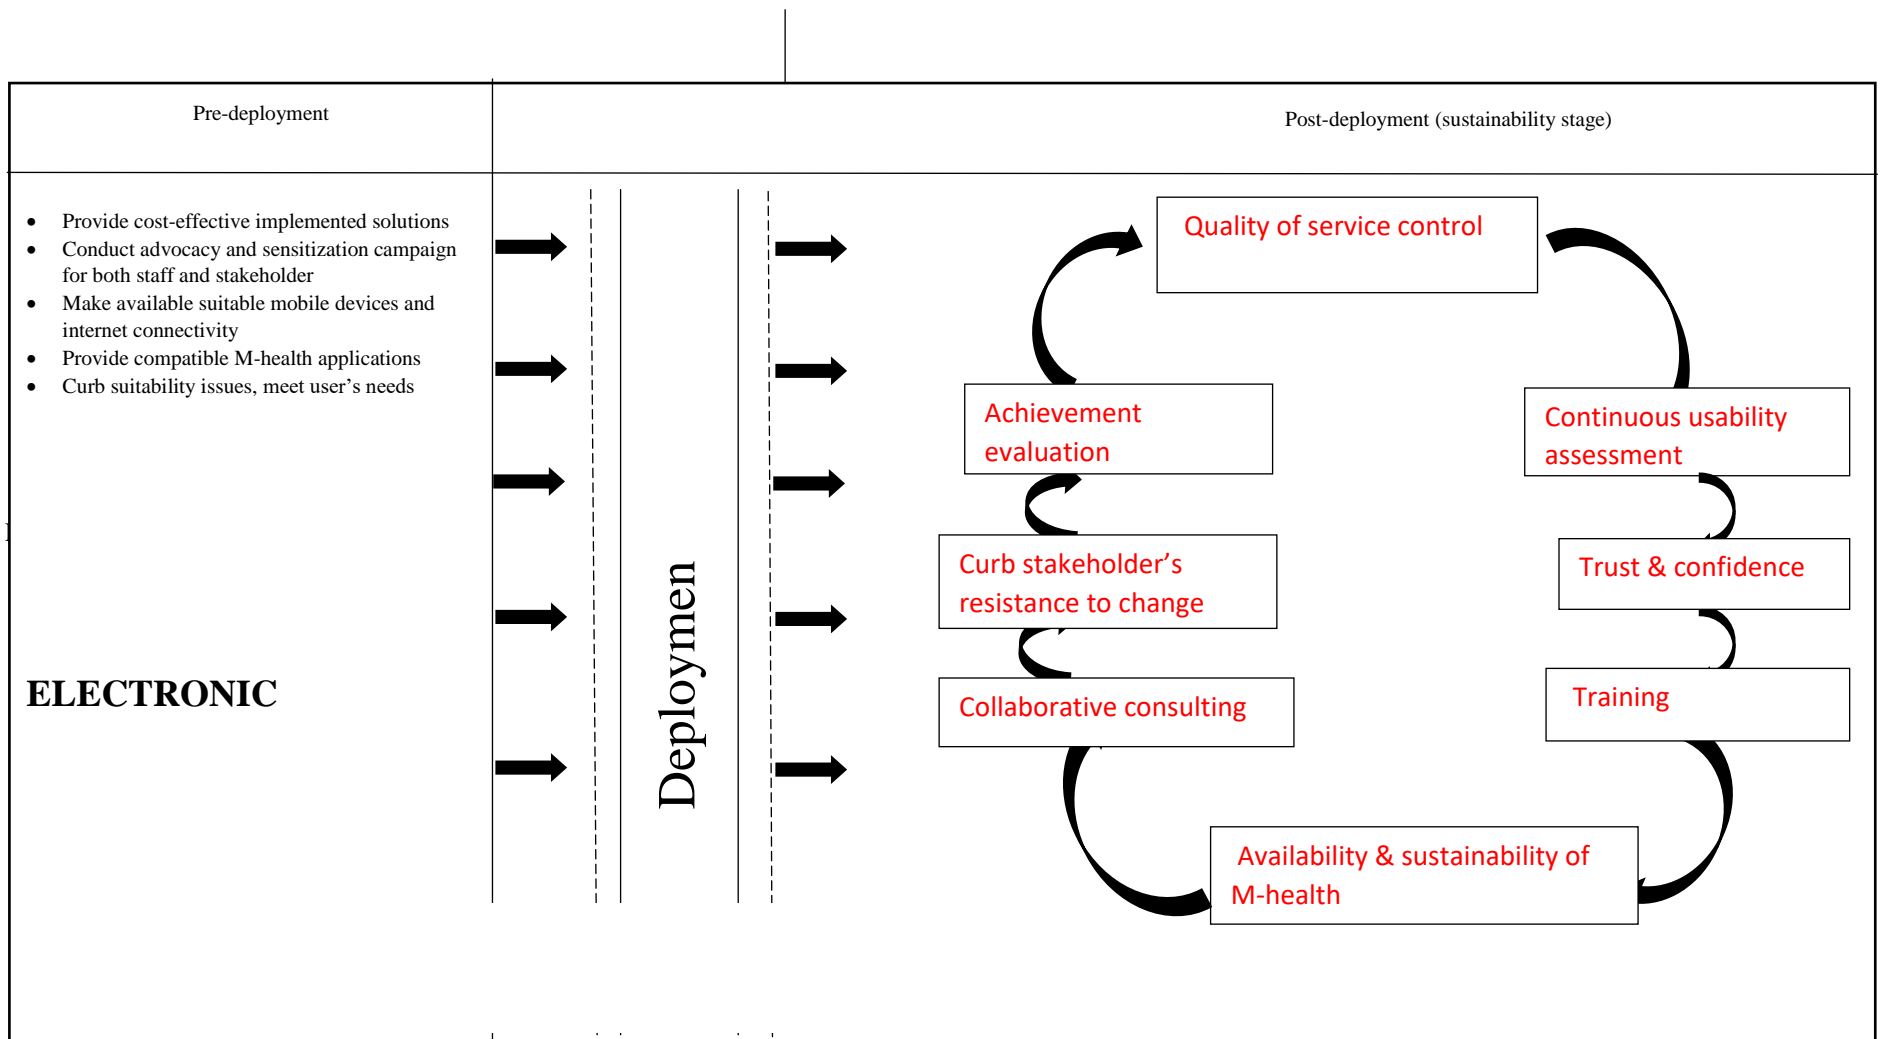 Pre-deployment
Post-deployment (sustainability stage)
• Provide cost-effective implemented solutions
• Conduct advocacy and sensitization campaign
for both staff and stakeholder
• Make available suitable mobile devices and
internet connectivity
• Provide compatible M-health applications
• Curb suitability issues, meet user's needs
ELECTRONIC
Deploymen
Quality of service control
Continuous usability
assessment
Trust & confidence
Training
Availability & sustainability of
M-health
Collaborative consulting
Curb stakeholder’s
resistance to change
Achievement
evaluation